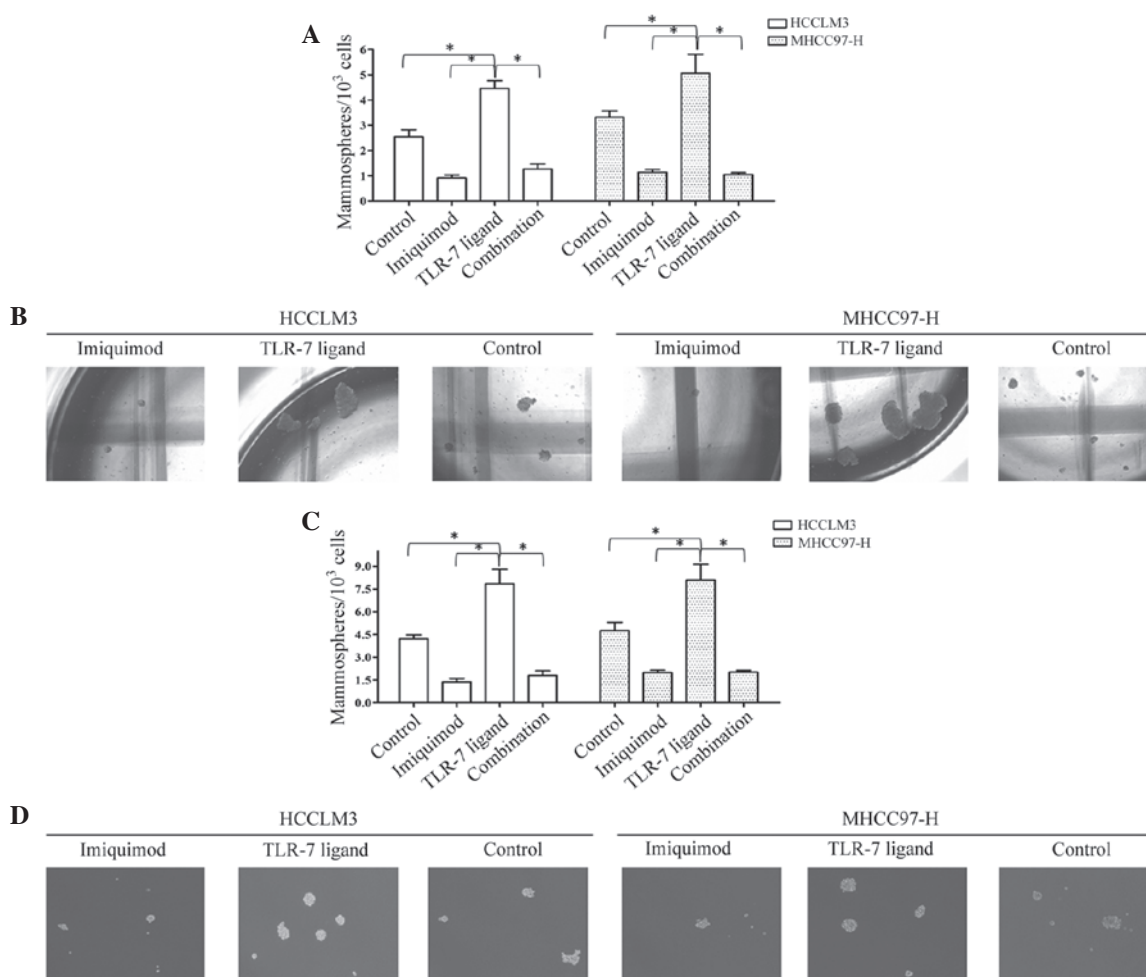 A
HCCLM3
MHCC97-H
Mammospheres/10³ cells
6
5
4
3
2
1
0
* * *
* * *
Control
Imiquimod
TLR-7 ligand
Combination
Control
Imiquimod
TLR-7 ligand
Combination
B
HCCLM3 MHCC97-H
Imiquimod TLR-7 ligand Control Imiquimod TLR-7 ligand Control
C
HCCLM3
MHCC97-H
Mammospheres/10³ cells
9.0
7.5
6.0
4.5
3.0
1.5
0.0
* * *
* * *
Control
Imiquimod
TLR-7 ligand
Combination
Control
Imiquimod
TLR-7 ligand
Combination
D
HCCLM3 MHCC97-H
Imiquimod TLR-7 ligand Control Imiquimod TLR-7 ligand Control